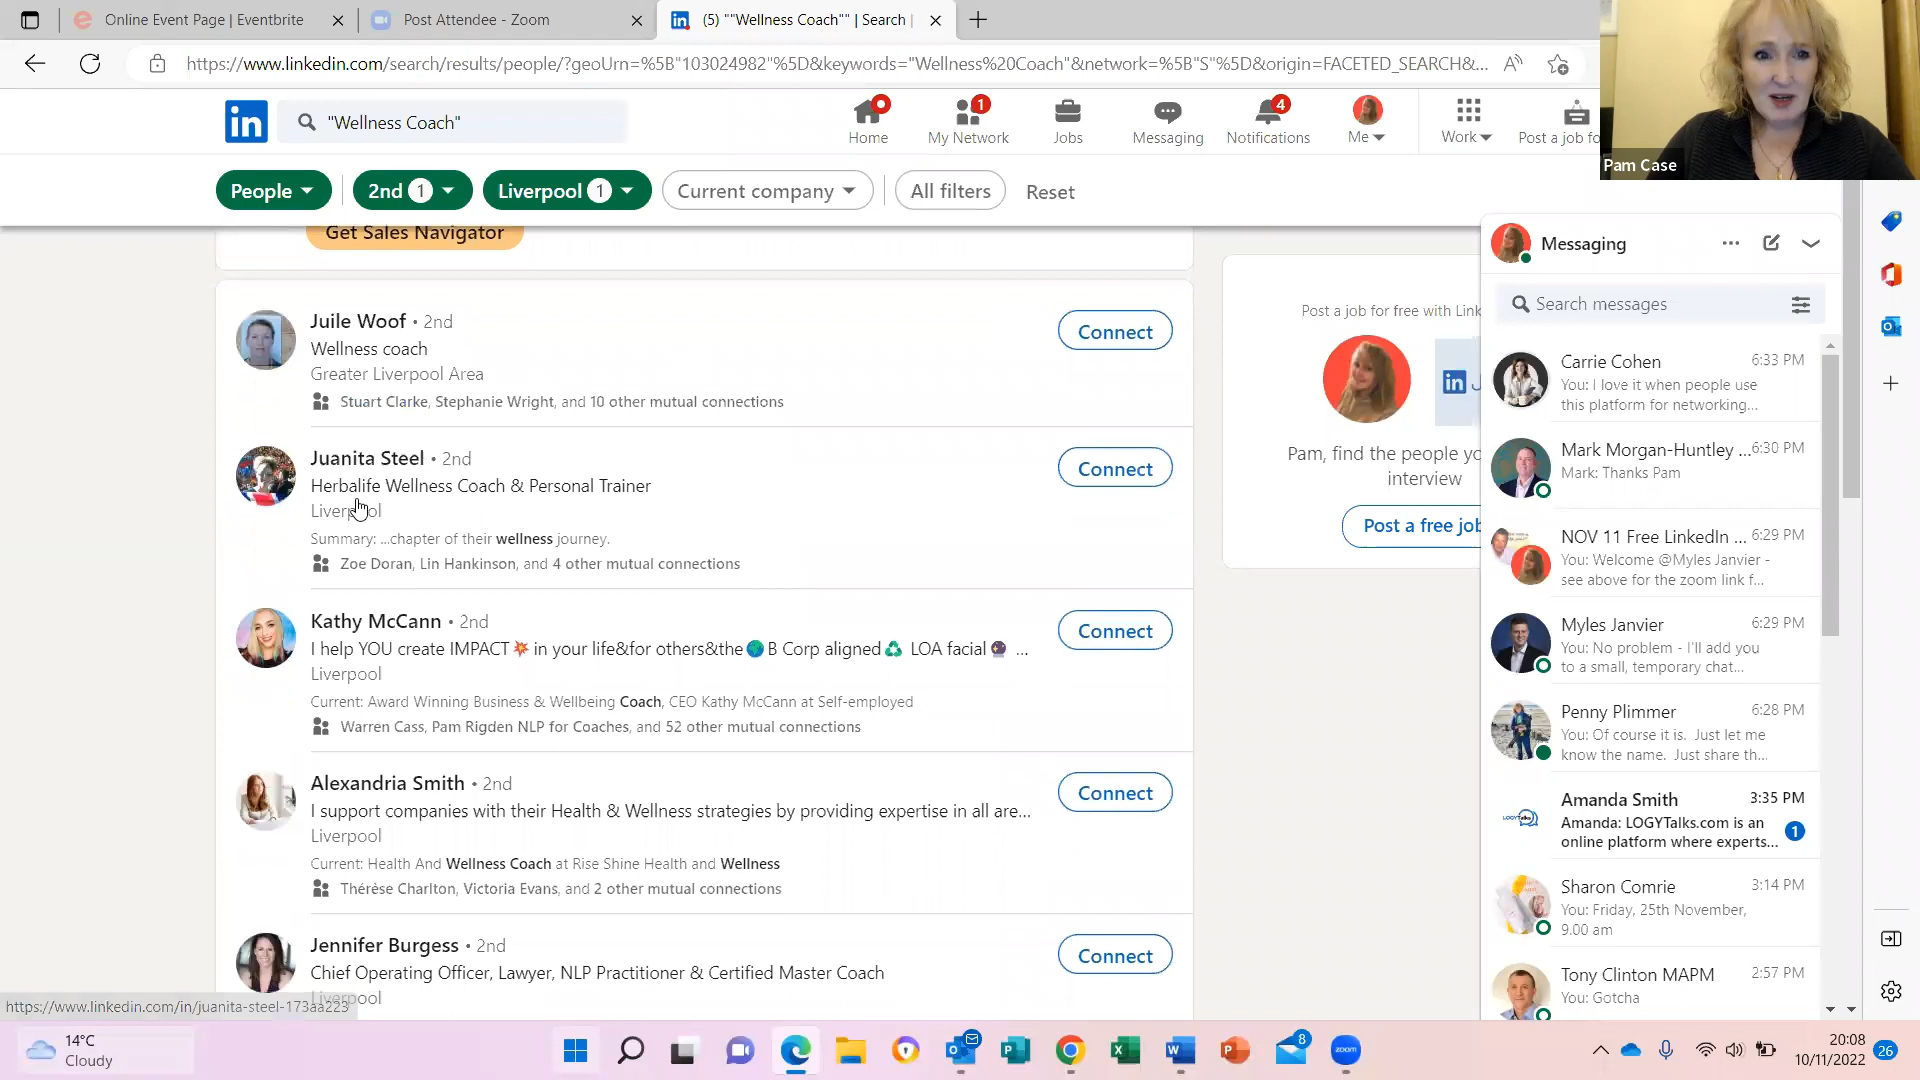 Online Event Page | Eventbrite
Post Attendee - Zoom
(5) ""Wellness Coach"" | Search |
https://www.linkedin.com/search/results/people/?geoUrn=%5B"103024982"%5D&keywords="Wellness%20Coach"&network=%5B"S"%5D&origin=FACETED_SEARCH&...
in
"Wellness Coach"
Home
1
My Network
Jobs
Messaging
4
Notifications
Me
Work
Post a job fo
Pam Case
People
2nd 1
Liverpool 1
Current company
All filters
Reset
Get Sales Navigator
Juile Woof • 2nd
Wellness coach
Greater Liverpool Area
Stuart Clarke, Stephanie Wright, and 10 other mutual connections
Connect
Juanita Steel • 2nd
Herbalife Wellness Coach & Personal Trainer
Liverpool
Summary: ...chapter of their wellness journey.
Zoe Doran, Lin Hankinson, and 4 other mutual connections
Connect
Kathy McCann • 2nd
I help YOU create IMPACT💥 in your life&for others&the🌍B Corp aligned♻️ LOA facial🔮 ...
Liverpool
Current: Award Winning Business & Wellbeing Coach, CEO Kathy McCann at Self-employed
Warren Cass, Pam Rigden NLP for Coaches, and 52 other mutual connections
Connect
Alexandria Smith • 2nd
I support companies with their Health & Wellness strategies by providing expertise in all are...
Liverpool
Current: Health And Wellness Coach at Rise Shine Health and Wellness
Thérèse Charlton, Victoria Evans, and 2 other mutual connections
Connect
Jennifer Burgess • 2nd
Chief Operating Officer, Lawyer, NLP Practitioner & Certified Master Coach
Liverpool
Connect
https://www.linkedin.com/in/juanita-steel-173aa223
Post a job for free with Link
in J
Pam, find the people yo
interview
Post a free job
Messaging
Search messages
Carrie Cohen 6:33 PM
You: I love it when people use
this platform for networking...
Mark Morgan-Huntley ... 6:30 PM
Mark: Thanks Pam
NOV 11 Free LinkedIn ... 6:29 PM
You: Welcome @Myles Janvier -
see above for the zoom link f...
Myles Janvier 6:29 PM
You: No problem - I'll add you
to a small, temporary chat...
Penny Plimmer 6:28 PM
You: Of course it is. Just let me
know the name. Just share th...
LOGYTalks
Amanda Smith 3:35 PM
Amanda: LOGYTalks.com is an
online platform where experts...
1
Sharon Comrie 3:14 PM
You: Friday, 25th November,
9.00 am
Tony Clinton MAPM 2:57 PM
You: Gotcha
14°C
Cloudy
8
zoom
20:08
10/11/2022
26